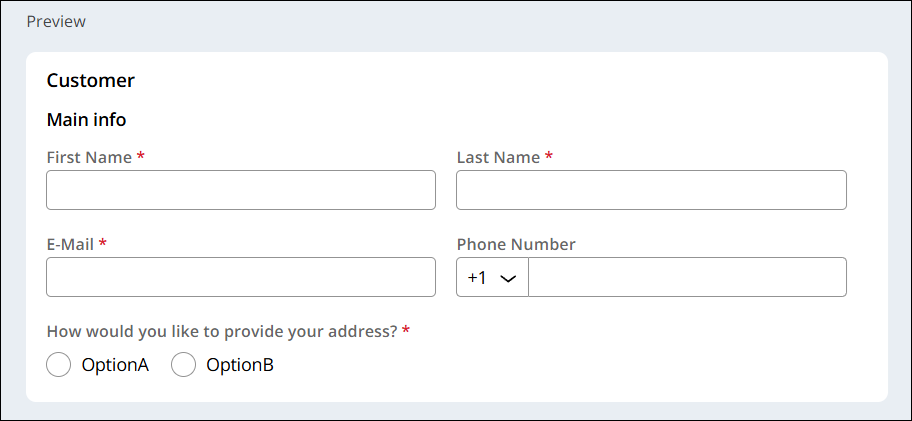 Preview
Customer
Main info
First Name *
Last Name *
E-Mail *
Phone Number
+1
How would you like to provide your address? *
OptionA
OptionB